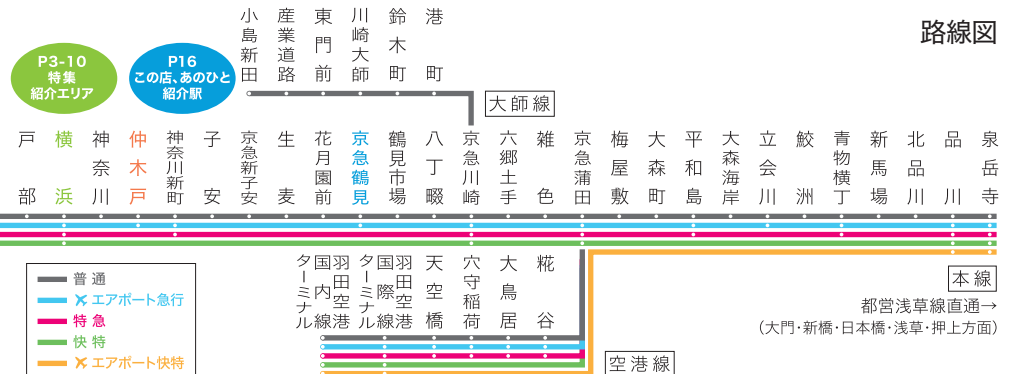 路線図
P3-10
特集
紹介エリア
P16
この店、あのひと
紹介駅
小島新田
産業道路
東門前
川崎大師
鈴木町
港町
大師線
戸部
横浜
神奈川
仲木戸
神奈川新町
子安
京急新子安
生麦
花月園前
京急鶴見
鶴見市場
八丁畷
京急川崎
六郷土手
雑色
京急蒲田
梅屋敷
大森町
平和島
大森海岸
立会川
鮫洲
青物横丁
新馬場
北品川
品川
泉岳寺
普通
エアポート急行
特急
快特
エアポート快特
羽田空港
国内線
ターミナル
羽田空港
国際線
ターミナル
天空橋
穴守稲荷
大鳥居
糀谷
空港線
本線
都営浅草線直通→
（大門・新橋・日本橋・浅草・押上方面）